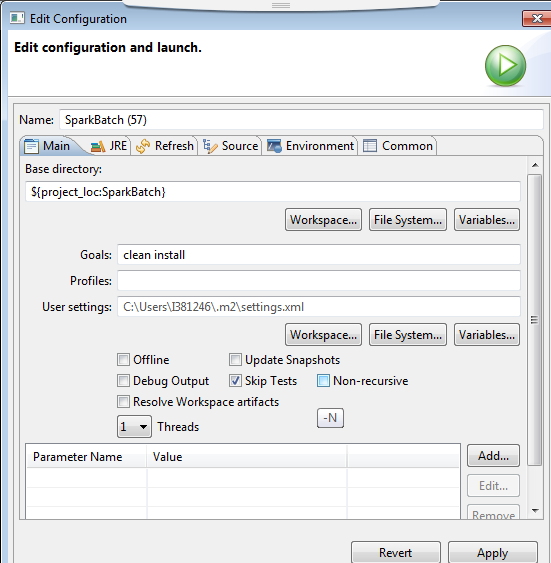 Edit Configuration
Edit configuration and launch.
Name: SparkBatch (57)
Main JRE Refresh Source Environment Common
Base directory:
${project_loc:SparkBatch}
Workspace... File System... Variables...
Goals: clean install
Profiles:
User settings: C:\Users\I381246\.m2\settings.xml
Workspace... File System... Variables...
Offline Update Snapshots
Debug Output Skip Tests Non-recursive
Resolve Workspace artifacts
-N
1 Threads
Parameter Name Value
Add...
Edit...
Remove
Revert Apply